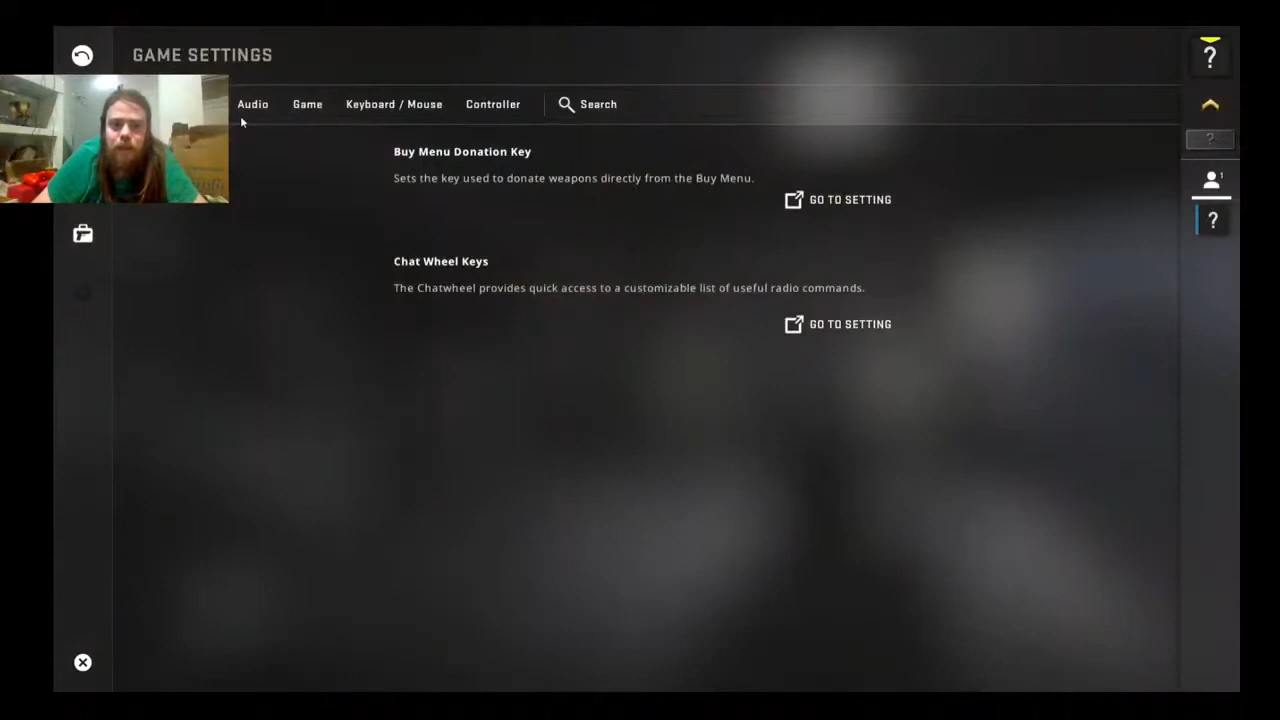 GAME SETTINGS
Audio Game Keyboard / Mouse Controller Search
Buy Menu Donation Key
Sets the key used to donate weapons directly from the Buy Menu.
GO TO SETTING
Chat Wheel Keys
The Chatwheel provides quick access to a customizable list of useful radio commands.
GO TO SETTING
?
?
1
?